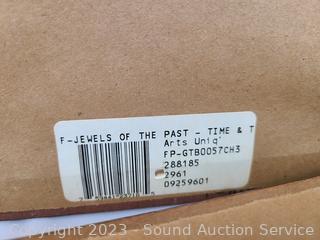 F-JEWELS OF THE PAST - TIME & T
Arts Uniq'
FP-GTB0057CH3
288185
2961
09259601
Copyright 2023 - Sound Auction Service